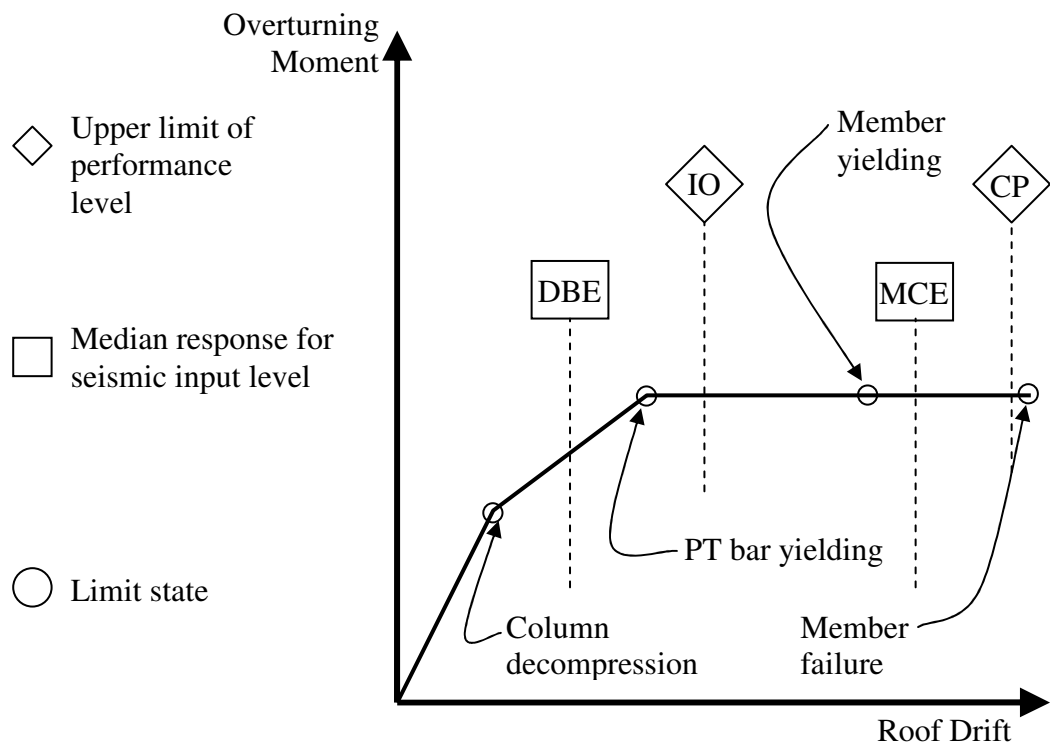 Overturning
Moment
Upper limit of
performance
level
Member
yielding
IO
CP
DBE
MCE
Median response for
seismic input level
PT bar yielding
Limit state
Column
decompression
Member
failure
Roof Drift